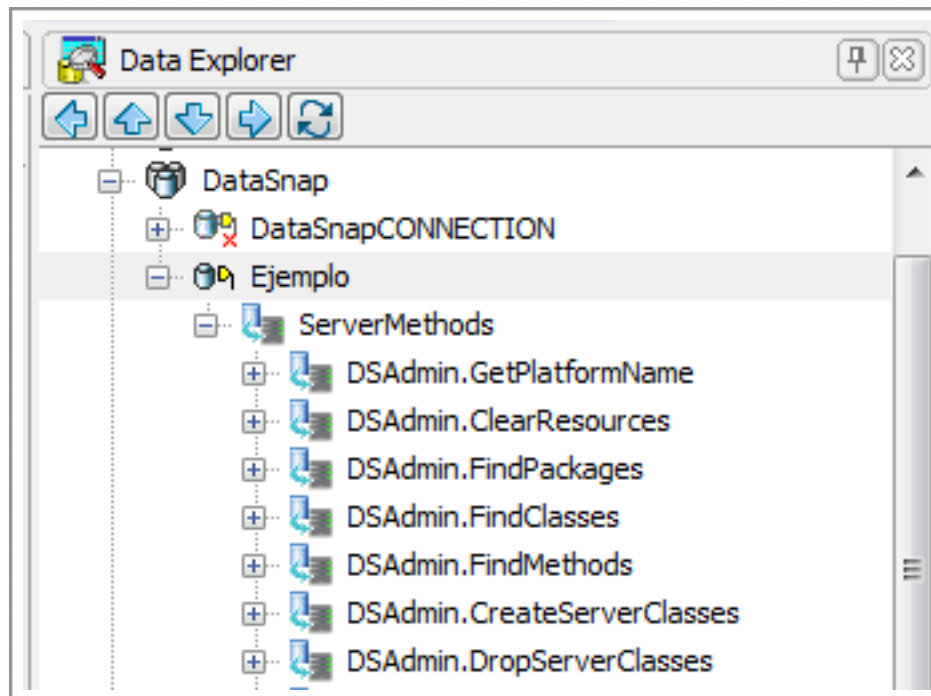 Data Explorer
DataSnap
DataSnapCONNECTION
Ejemplo
ServerMethods
DSAdmin.GetPlatformName
DSAdmin.ClearResources
DSAdmin.FindPackages
DSAdmin.FindClasses
DSAdmin.FindMethods
DSAdmin.CreateServerClasses
DSAdmin.DropServerClasses